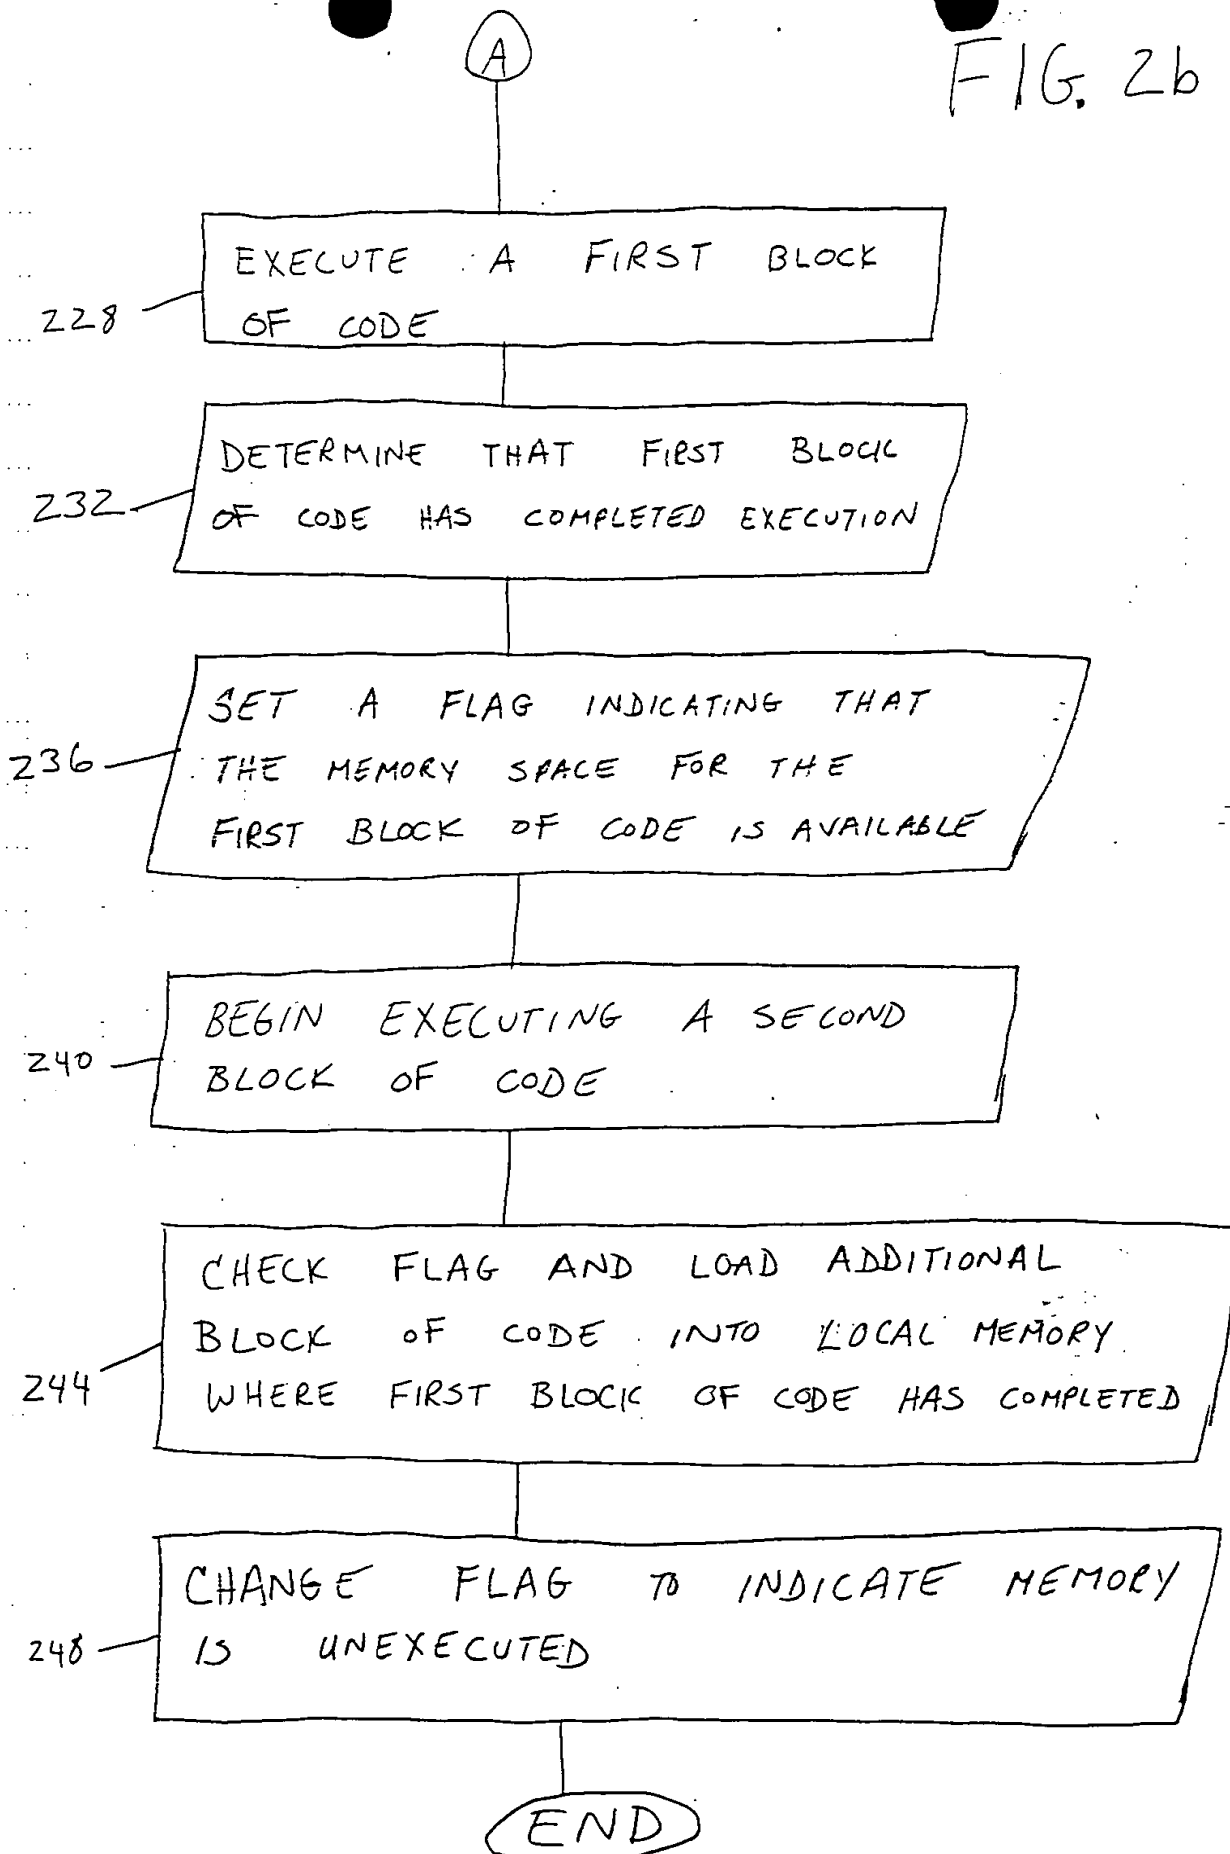 A
FIG. 2b
EXECUTE A FIRST BLOCK
OF CODE
228
DETERMINE THAT FIRST BLOCK
OF CODE HAS COMPLETED EXECUTION
232
SET A FLAG INDICATING THAT
THE MEMORY SPACE FOR THE
FIRST BLOCK OF CODE IS AVAILABLE
236
BEGIN EXECUTING A SECOND
BLOCK OF CODE
240
CHECK FLAG AND LOAD ADDITIONAL
BLOCK OF CODE INTO LOCAL MEMORY
WHERE FIRST BLOCK OF CODE HAS COMPLETED
244
CHANGE FLAG TO INDICATE MEMORY
IS UNEXECUTED
248
END